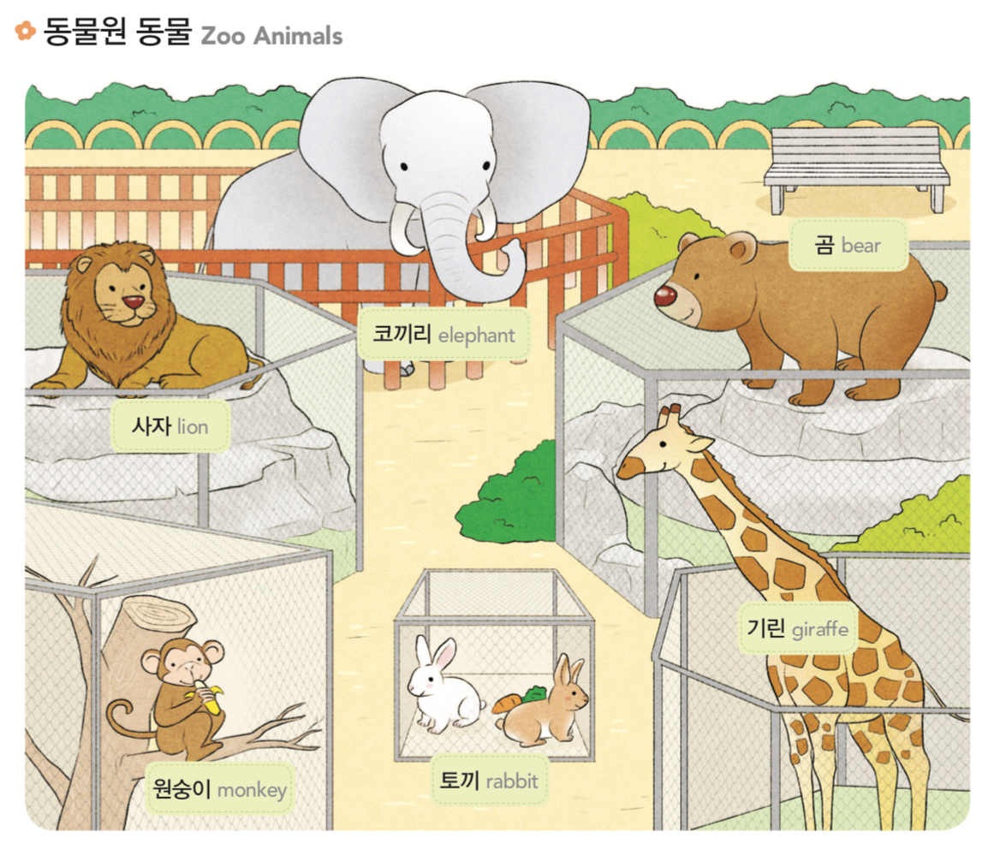 동물원 동물 Zoo Animals
곰 bear
코끼리 elephant
사자 lion
기린 giraffe
원숭이 monkey
토끼 rabbit